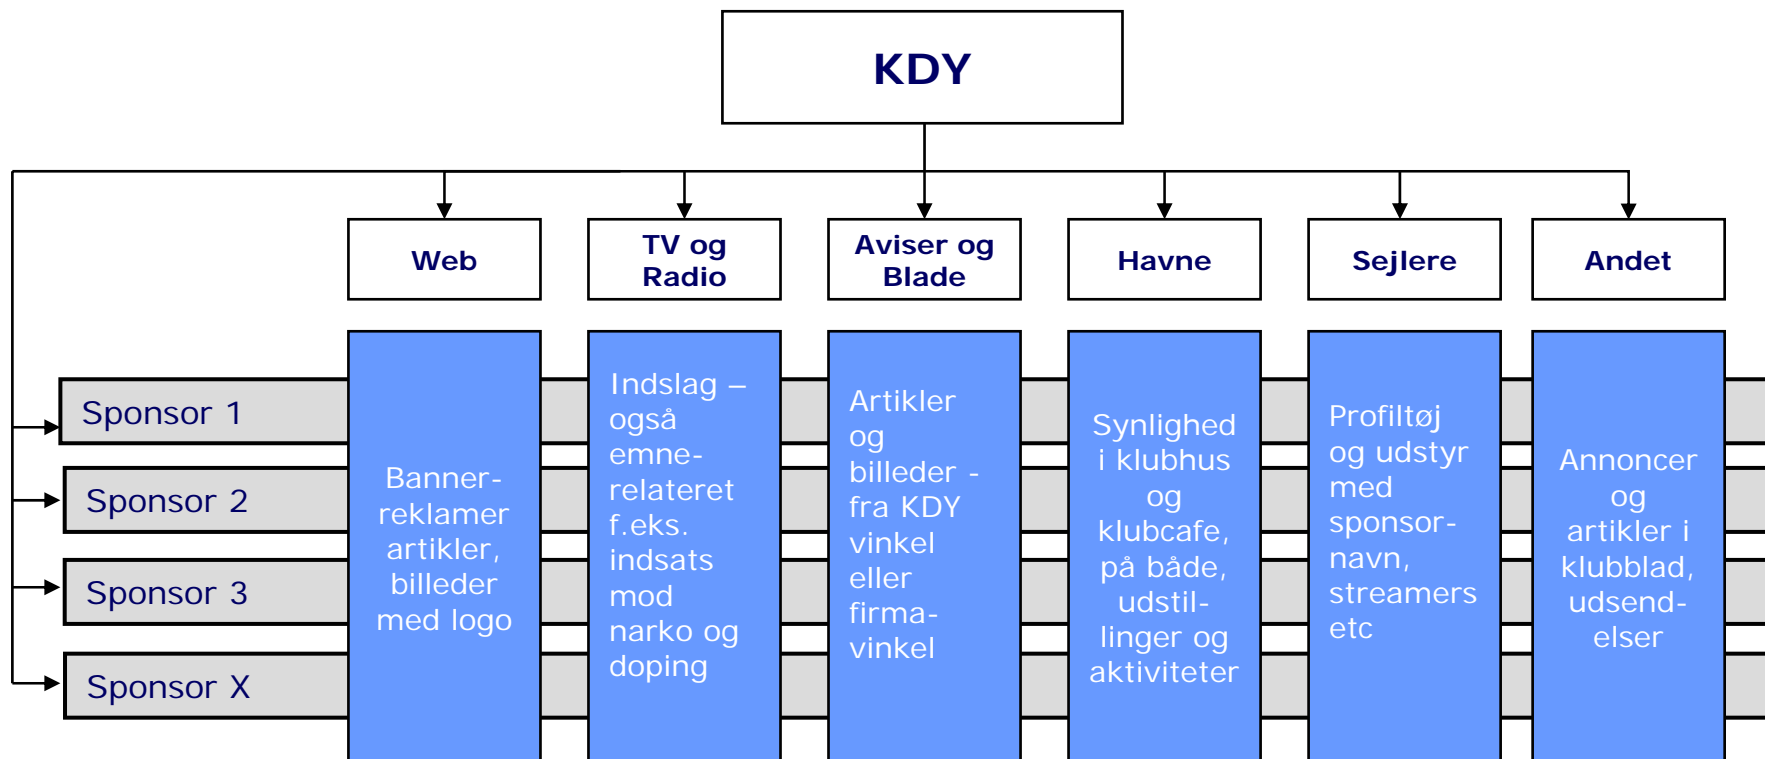 KDY
Web
TV og
Radio
Aviser og
Blade
Havne
Sejlere
Andet
Sponsor 1
Sponsor 2
Sponsor 3
Sponsor X
Banner-
reklamer
artikler,
billeder
med logo
Indslag –
også
emne-
relateret
f.eks.
indsats
mod
narko og
doping
Artikler
og
billeder -
fra KDY
vinkel
eller
firma-
vinkel
Synlighed
i klubhus
og
klubcafe,
på både,
udstil-
linger og
aktiviteter
Profiltøj
og udstyr
med
sponsor-
navn,
streamers
etc
Annoncer
og
artikler i
klubblad,
udsend-
elser